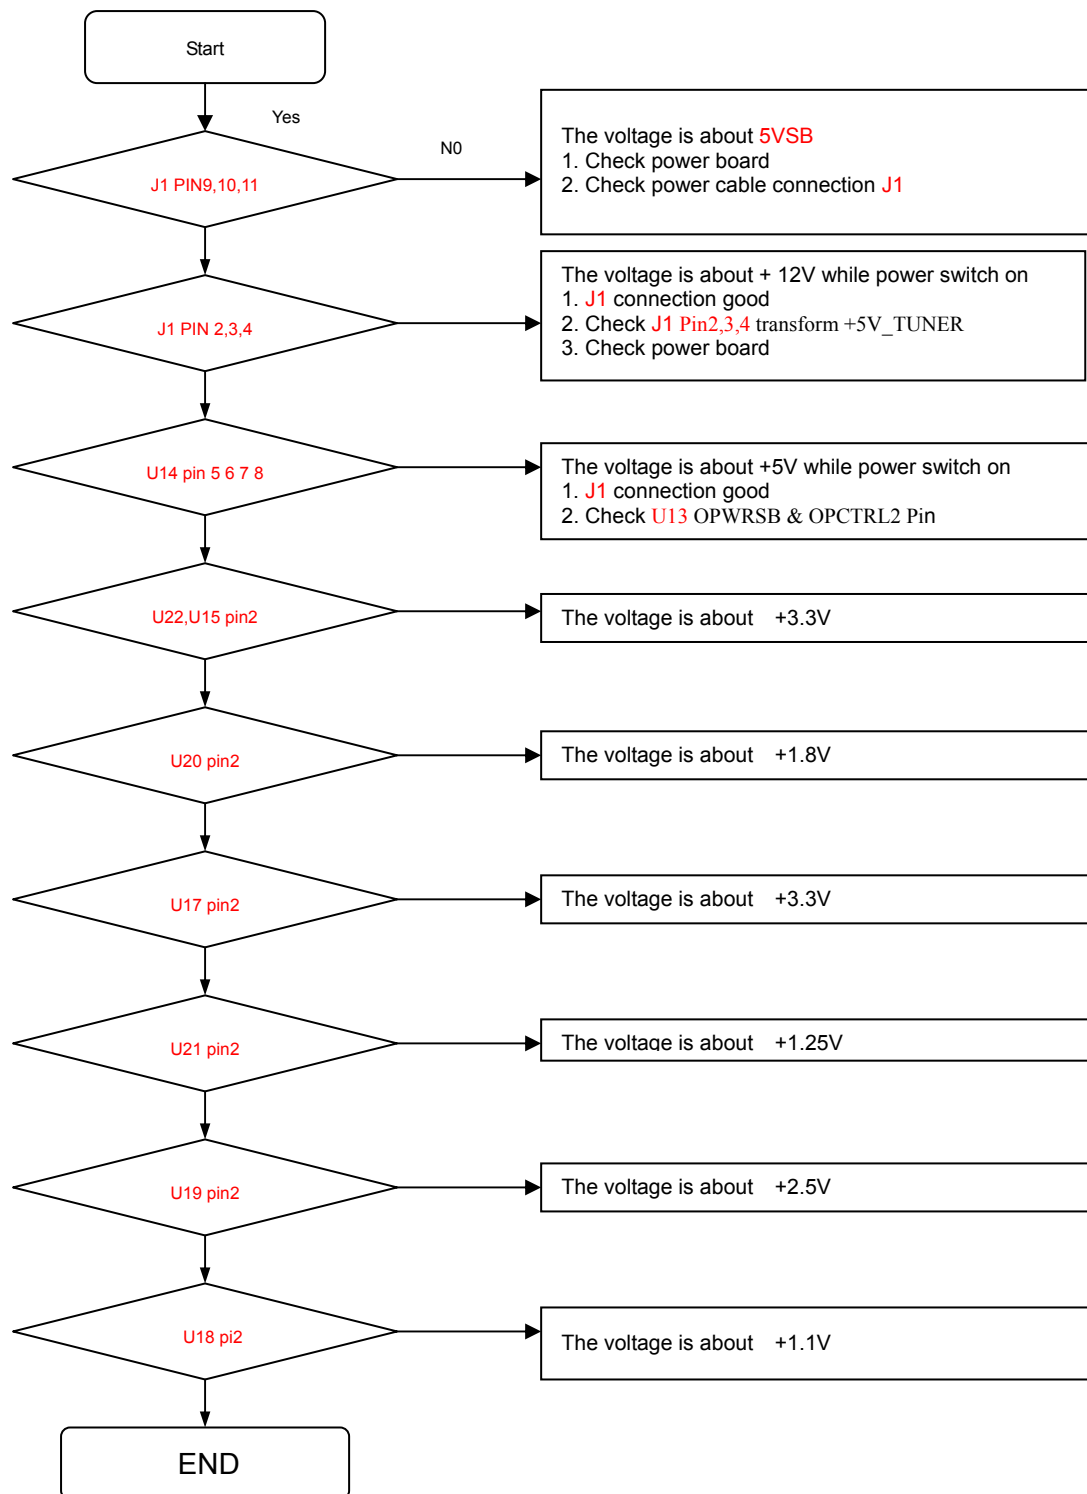 Start
Yes
N0
J1 PIN9,10,11
The voltage is about 5VSB
1. Check power board
2. Check power cable connection J1
J1 PIN 2,3,4
The voltage is about + 12V while power switch on
1. J1 connection good
2. Check J1 Pin2,3,4 transform +5V_TUNER
3. Check power board
U14 pin 5 6 7 8
The voltage is about +5V while power switch on
1. J1 connection good
2. Check U13 OPWRSB & OPCTRL2 Pin
U22,U15 pin2
The voltage is about +3.3V
U20 pin2
The voltage is about +1.8V
U17 pin2
The voltage is about +3.3V
U21 pin2
The voltage is about +1.25V
U19 pin2
The voltage is about +2.5V
U18 pi2
The voltage is about +1.1V
END